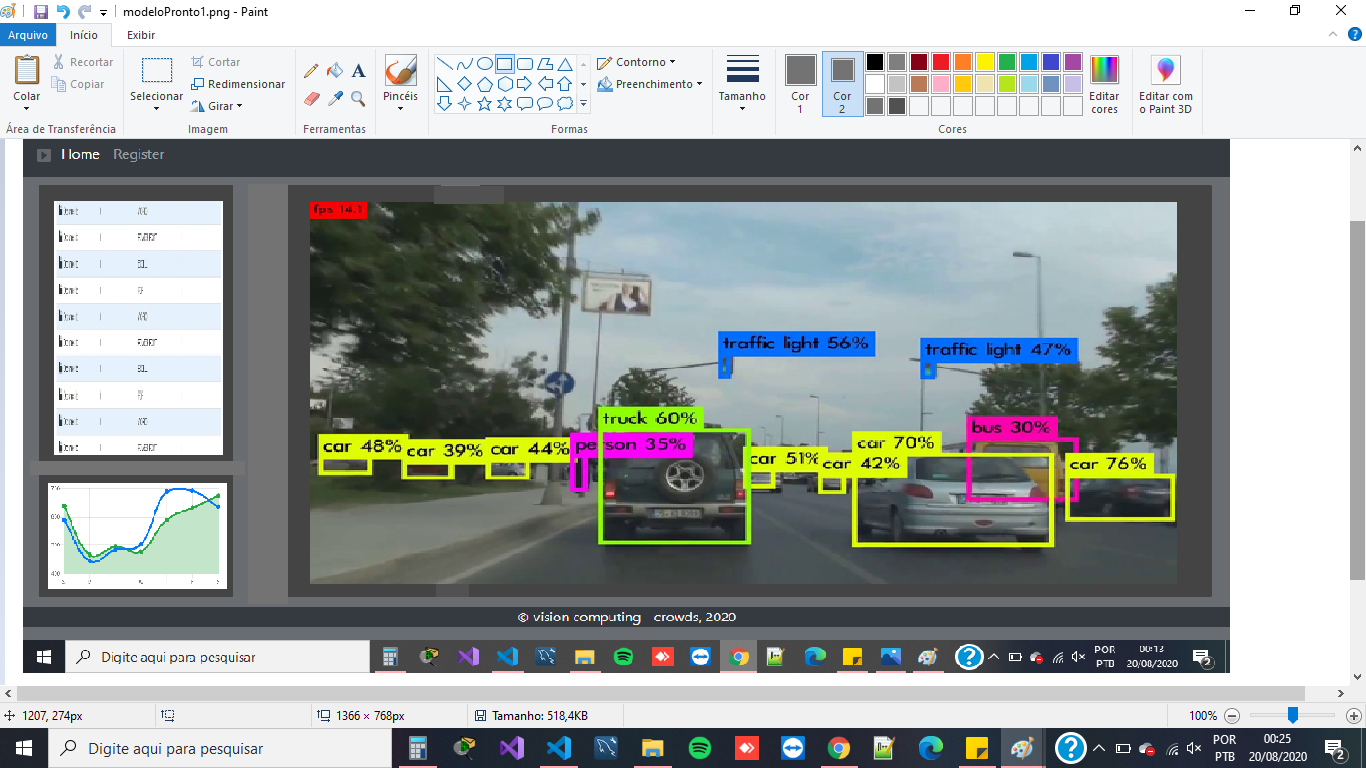 modeloPronto1.png - Paint
Arquivo Início Exibir
Colar
Recortar
Copiar
Área de Transferência
Selecionar
Cortar
Redimensionar
Girar
Imagem
Ferramentas
Pincéis
Contorno
Preenchimento
Formas
Tamanho
Cor 1
Cor 2
Editar cores
Cores
Editar com o Paint 3D
Home Register
fps 14.1
traffic light 56%
traffic light 47%
truck 60%
bus 30%
car 48%
car 39%
car 44%
person 35%
car 51%
car 42%
car 70%
car 76%
© vision computing crowds, 2020
Digite aqui para pesquisar
POR
PTB
00:13
20/08/2020
2
1207, 274px
1366 × 768px
Tamanho: 518,4KB
100%
Digite aqui para pesquisar
POR
PTB
00:25
20/08/2020
2